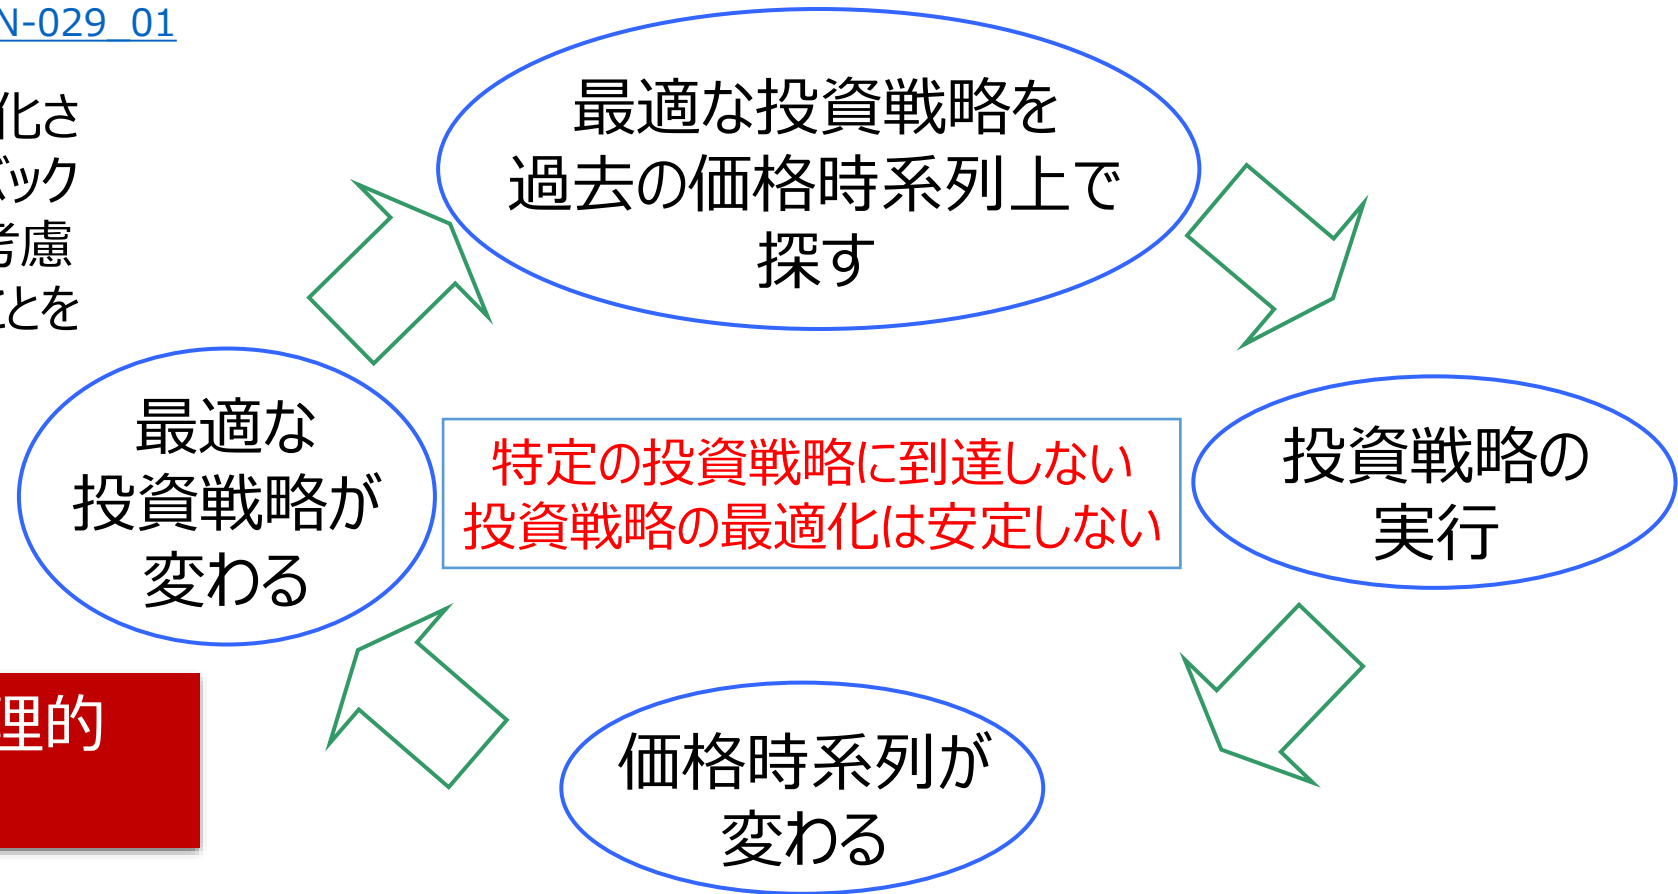 N-029_01
化さ
バック
考慮
ことを
最適な投資戦略を
過去の価格時系列上で
探す
最適な
投資戦略が
変わる
特定の投資戦略に到達しない
投資戦略の最適化は安定しない
投資戦略の
実行
理的
価格時系列が
変わる